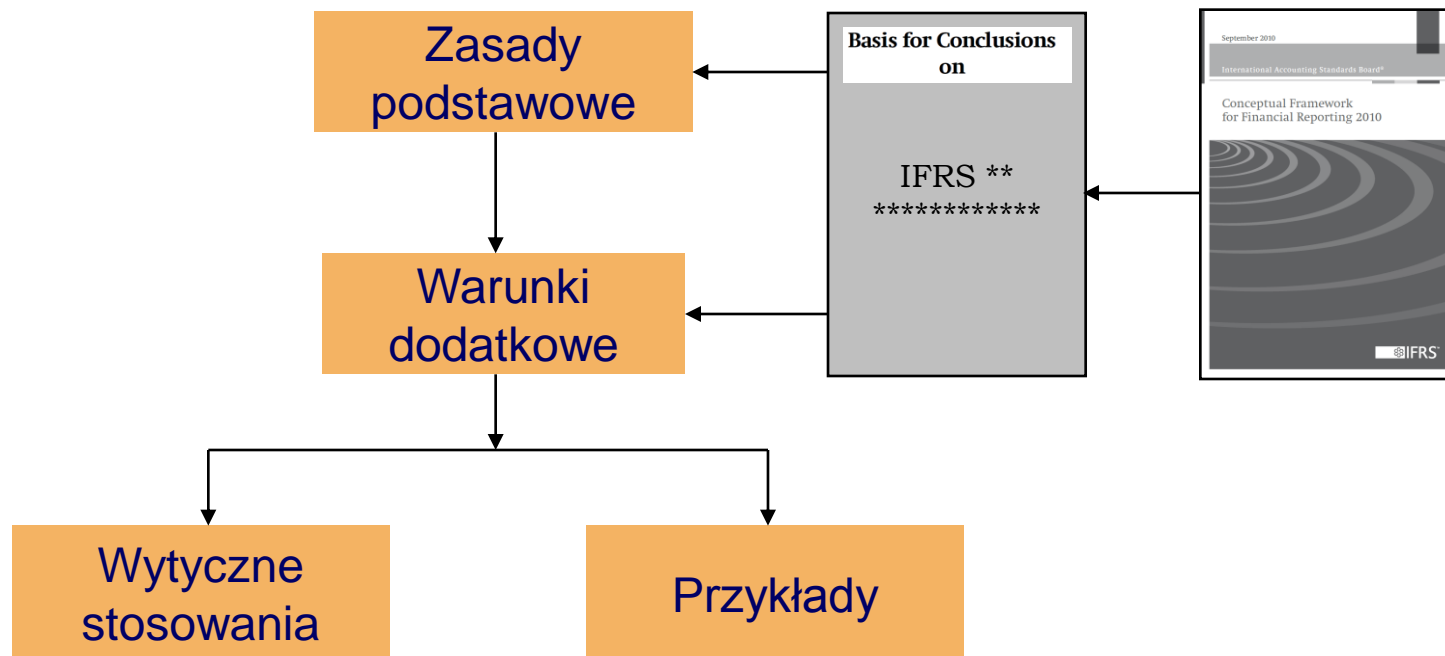 Zasady
podstawowe
Basis for Conclusions
on
IFRS **
************
September 2010
International Accounting Standards Board®
Conceptual Framework
for Financial Reporting 2010
IFRS
Warunki
dodatkowe
Wytyczne
stosowania
Przykłady